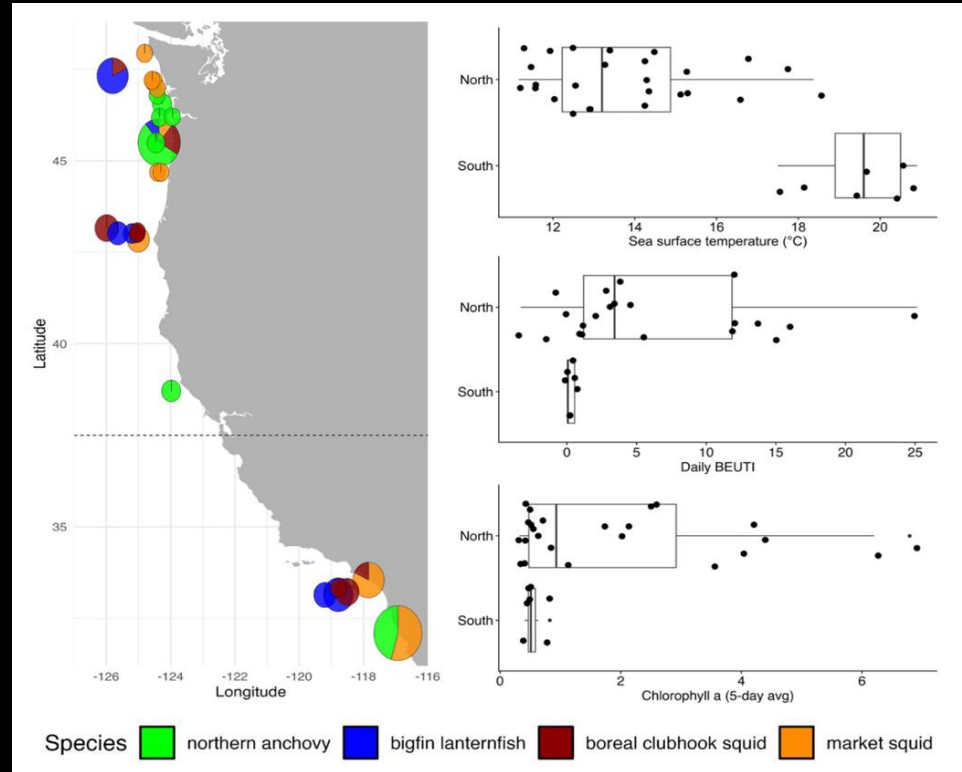 Latitude
45
40
35
-126 -124 -122 -120 -118 -116
Longitude
North
South
12 14 16 18 20
Sea surface temperature (°C)
North
South
0 5 10 15 20 25
Daily BEUTI
North
South
0 2 4 6
Chlorophyll a (5-day avg)
Species northern anchovy bigfin lanternfish boreal clubhook squid market squid